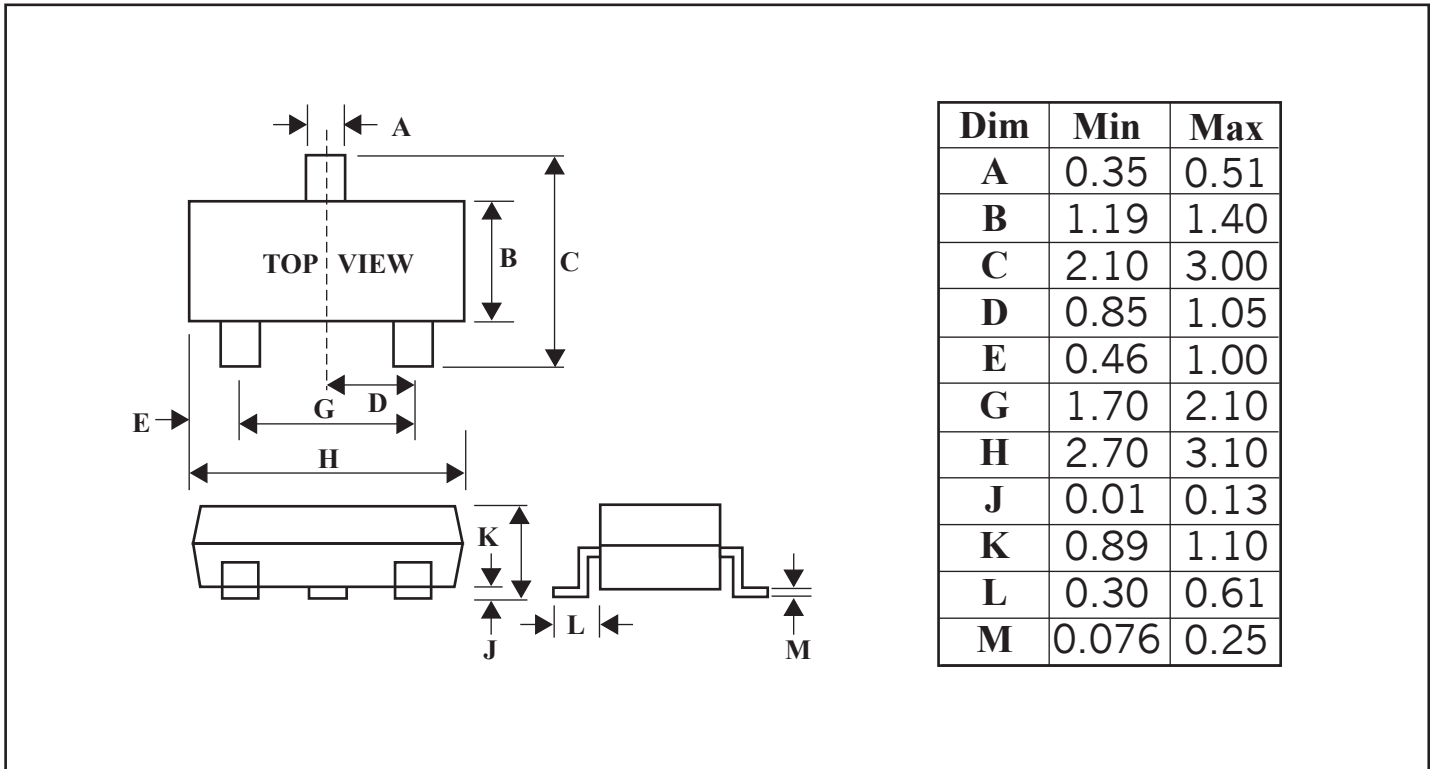 A
TOP VIEW
B
C
D
G
E
H
K
J
L
M
Dim Min Max
A 0.35 0.51
B 1.19 1.40
C 2.10 3.00
D 0.85 1.05
E 0.46 1.00
G 1.70 2.10
H 2.70 3.10
J 0.01 0.13
K 0.89 1.10
L 0.30 0.61
M 0.076 0.25